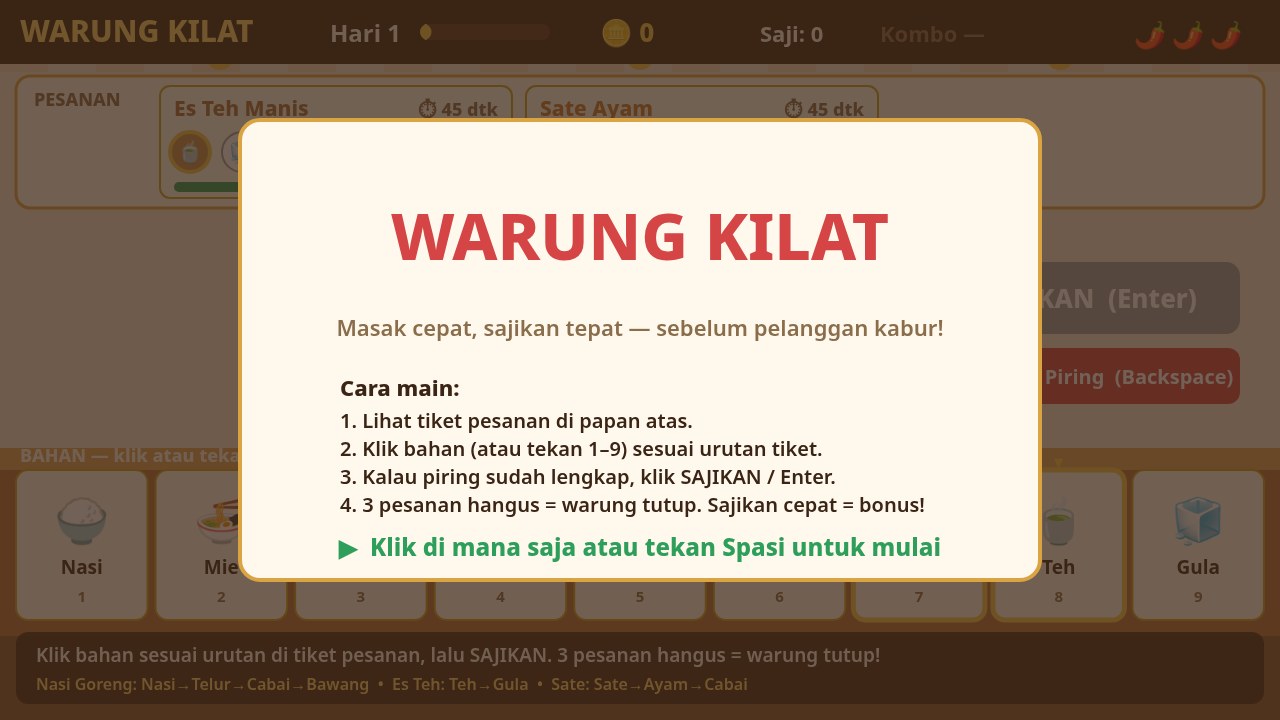 WARUNG KILAT
Hari 1
0
Saji: 0
Kombo —
PESANAN
Es Teh Manis
45 dtk
Sate Ayam
45 dtk
WARUNG KILAT
Masak cepat, sajikan tepat — sebelum pelanggan kabur!
Cara main:
1. Lihat tiket pesanan di papan atas.
2. Klik bahan (atau tekan 1–9) sesuai urutan tiket.
3. Kalau piring sudah lengkap, klik SAJIKAN / Enter.
4. 3 pesanan hangus = warung tutup. Sajikan cepat = bonus!
▶ Klik di mana saja atau tekan Spasi untuk mulai
KAN (Enter)
Piring (Backspace)
BAHAN — klik atau teka
Nasi
1
Mie
2
3
4
5
6
7
Teh
8
Gula
9
Klik bahan sesuai urutan di tiket pesanan, lalu SAJIKAN. 3 pesanan hangus = warung tutup!
Nasi Goreng: Nasi→Telur→Cabai→Bawang • Es Teh: Teh→Gula • Sate: Sate→Ayam→Cabai